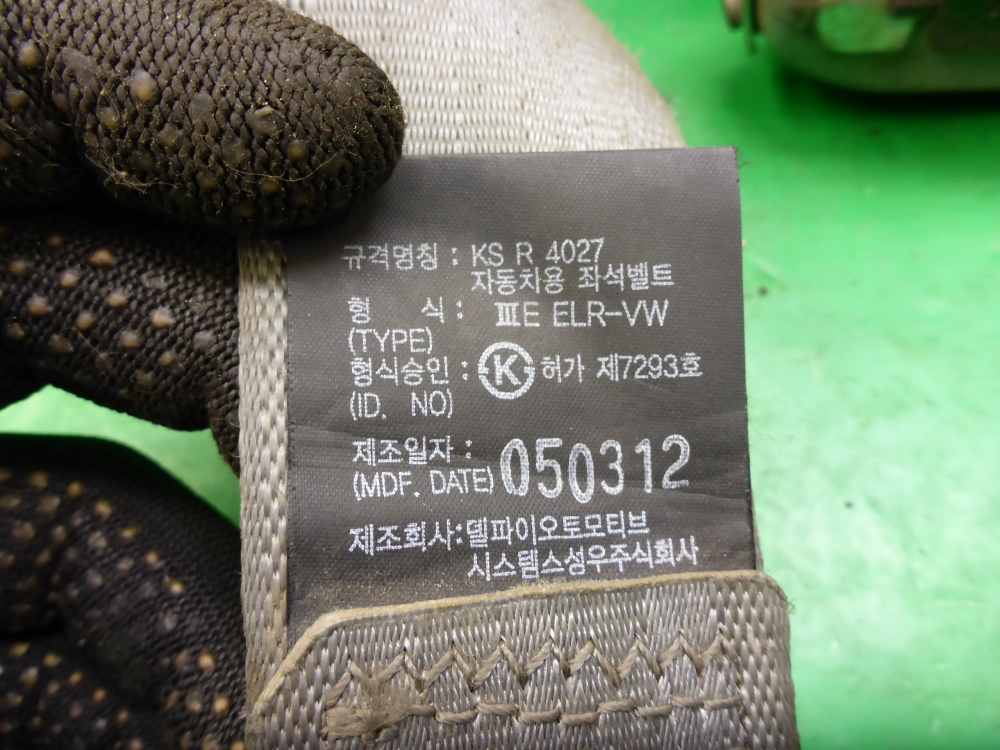 규격명칭 : KS R 4027
자동차용 좌석벨트
형 식 : ⅢE ELR-VW
(TYPE)
형식승인 : Ⓚ 허가 제7293호
(ID. NO)
제조일자 :
(MDF. DATE) 050312
제조회사:델파이오토모티브
시스템스성우주식회사